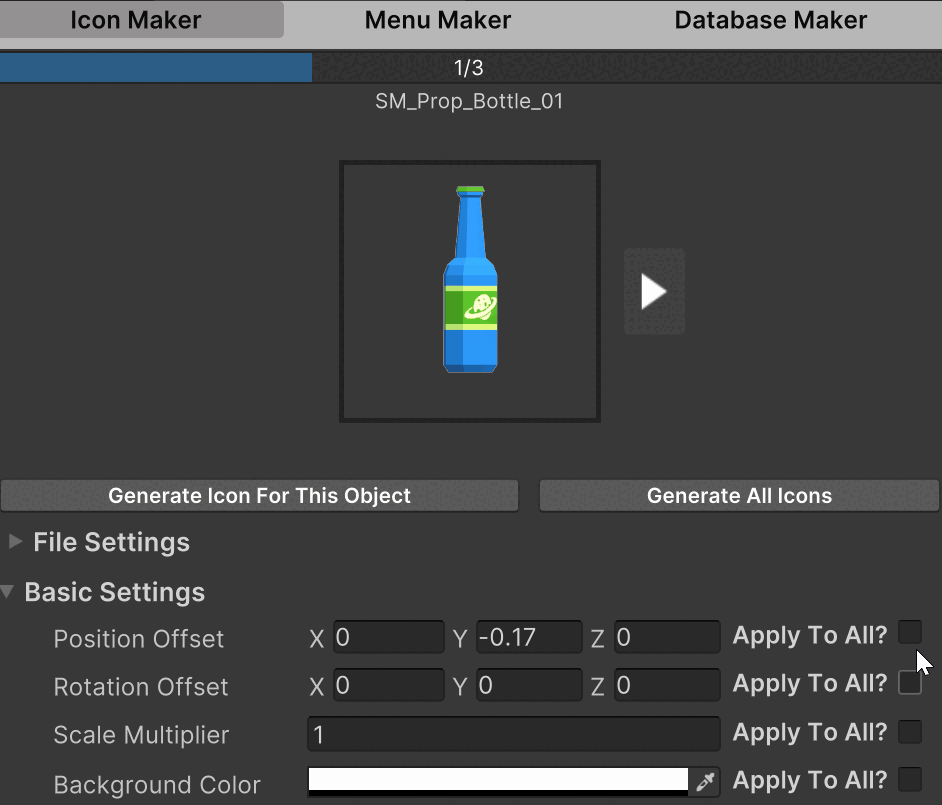 Icon Maker Menu Maker Database Maker
1/3
SM_Prop_Bottle_01
Generate Icon For This Object Generate All Icons
File Settings
Basic Settings
Position Offset X 0 Y -0.17 Z 0 Apply To All?
Rotation Offset X 0 Y 0 Z 0 Apply To All?
Scale Multiplier 1 Apply To All?
Background Color Apply To All?